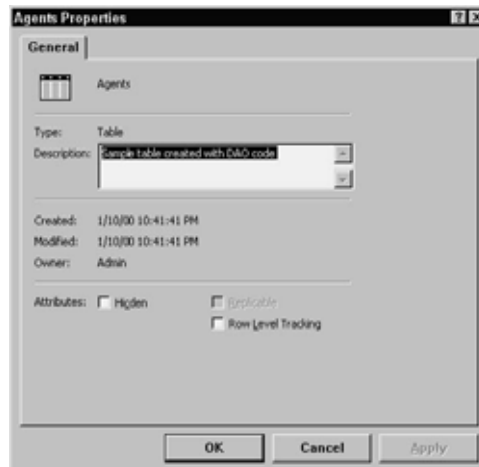 Agents Properties
General
Agents
Type: Table
Description: Sample table created with DAO code
Created: 1/10/00 10:41:41 PM
Modified: 1/10/00 10:41:41 PM
Owner: Admin
Attributes: Hidden Replicable
Row Level Tracking
OK Cancel Apply